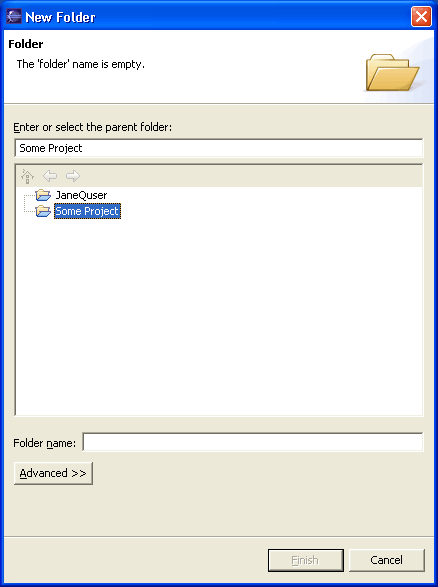 New Folder
Folder
The 'folder' name is empty.
Enter or select the parent folder:
Some Project
JaneQuser
Some Project
Folder name:
Advanced >>
Finish
Cancel